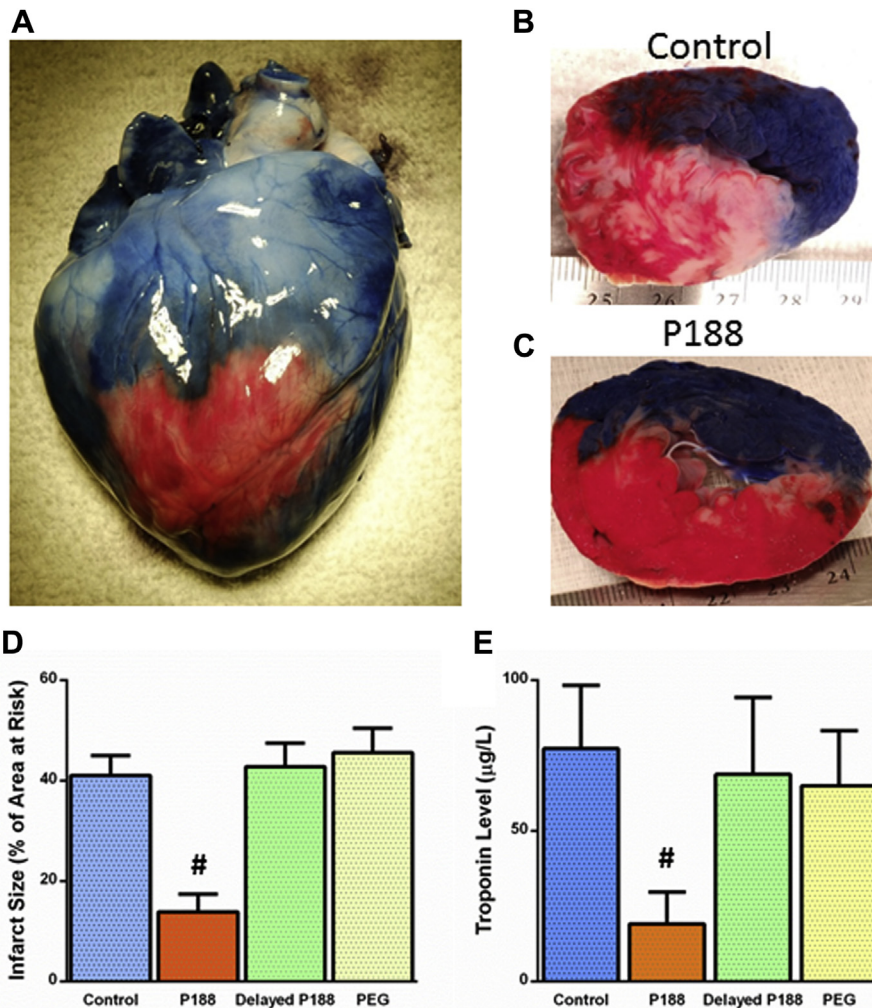 A
B
Control
25 26 27 28 29
C
P188
22 23 24
D
Infarct Size (% of Area at Risk)
60
40
20
0
#
Control P188 Delayed P188 PEG
E
Troponin Level (µg/L)
100
50
0
#
Control P188 Delayed P188 PEG